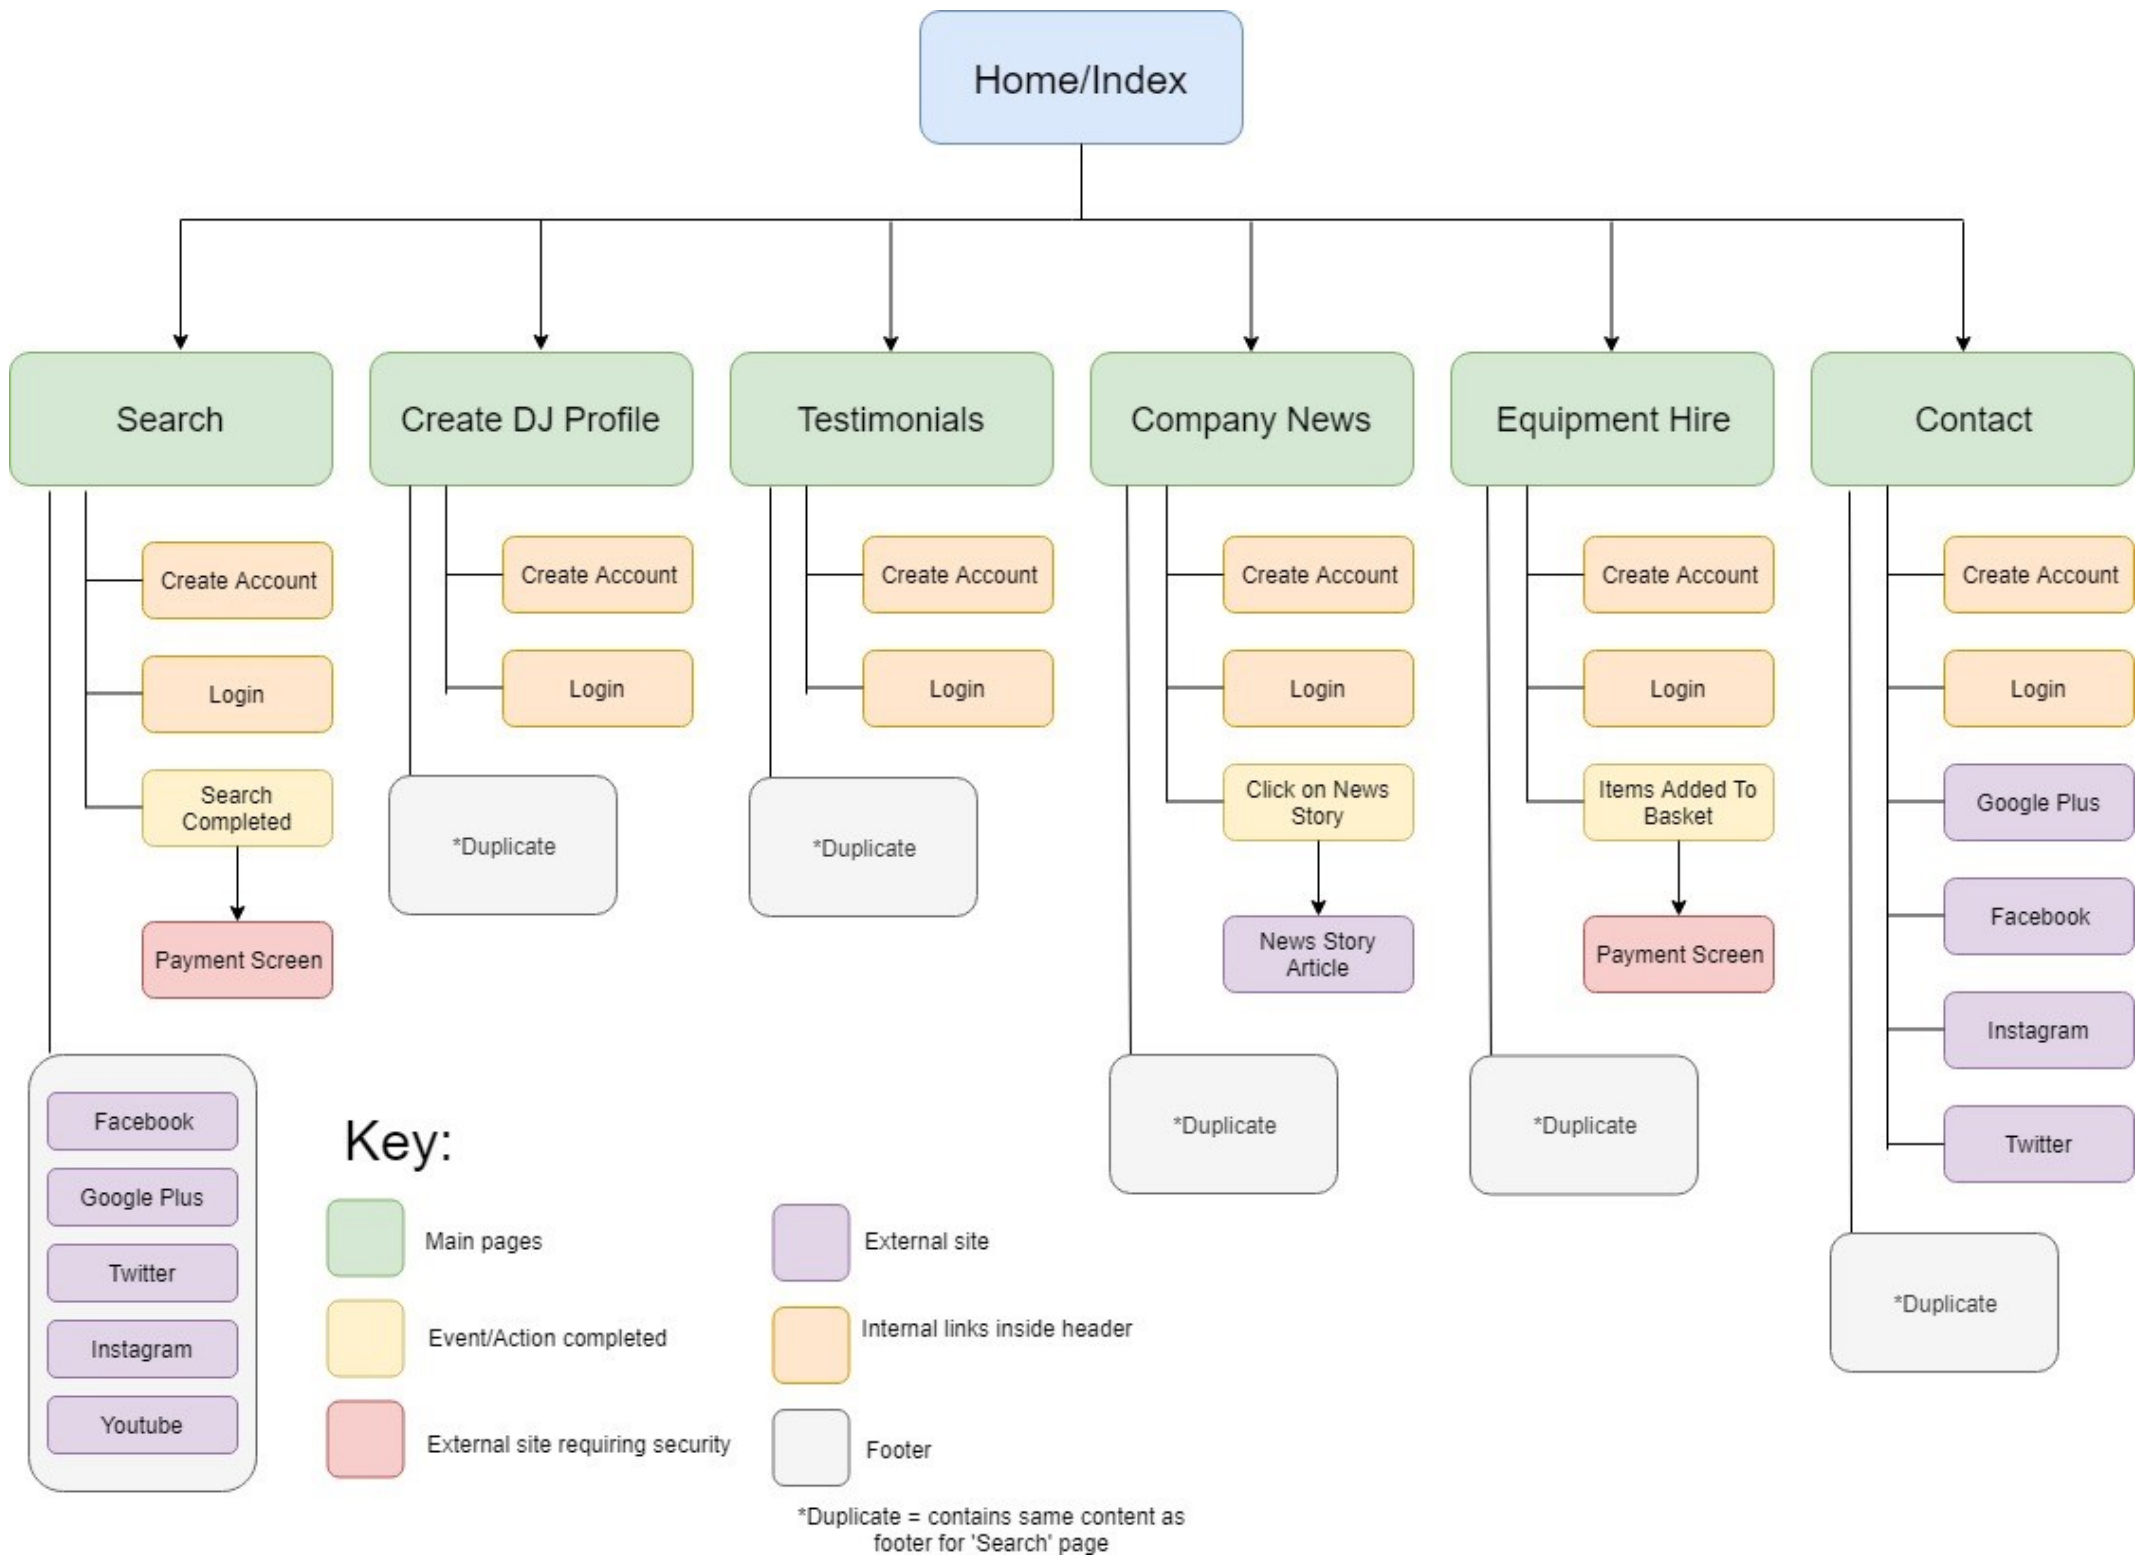 Home/Index
Search
Create DJ Profile
Testimonials
Company News
Equipment Hire
Contact
Create Account
Login
Search
Completed
Payment Screen
Facebook
Google Plus
Twitter
Instagram
Youtube
Create Account
Login
*Duplicate
Create Account
Login
*Duplicate
Create Account
Login
Click on News
Story
News Story
Article
*Duplicate
Create Account
Login
Items Added To
Basket
Payment Screen
*Duplicate
Create Account
Login
Google Plus
Facebook
Instagram
Twitter
*Duplicate
Key:
Main pages
Event/Action completed
External site requiring security
External site
Internal links inside header
Footer
*Duplicate = contains same content as
footer for 'Search' page